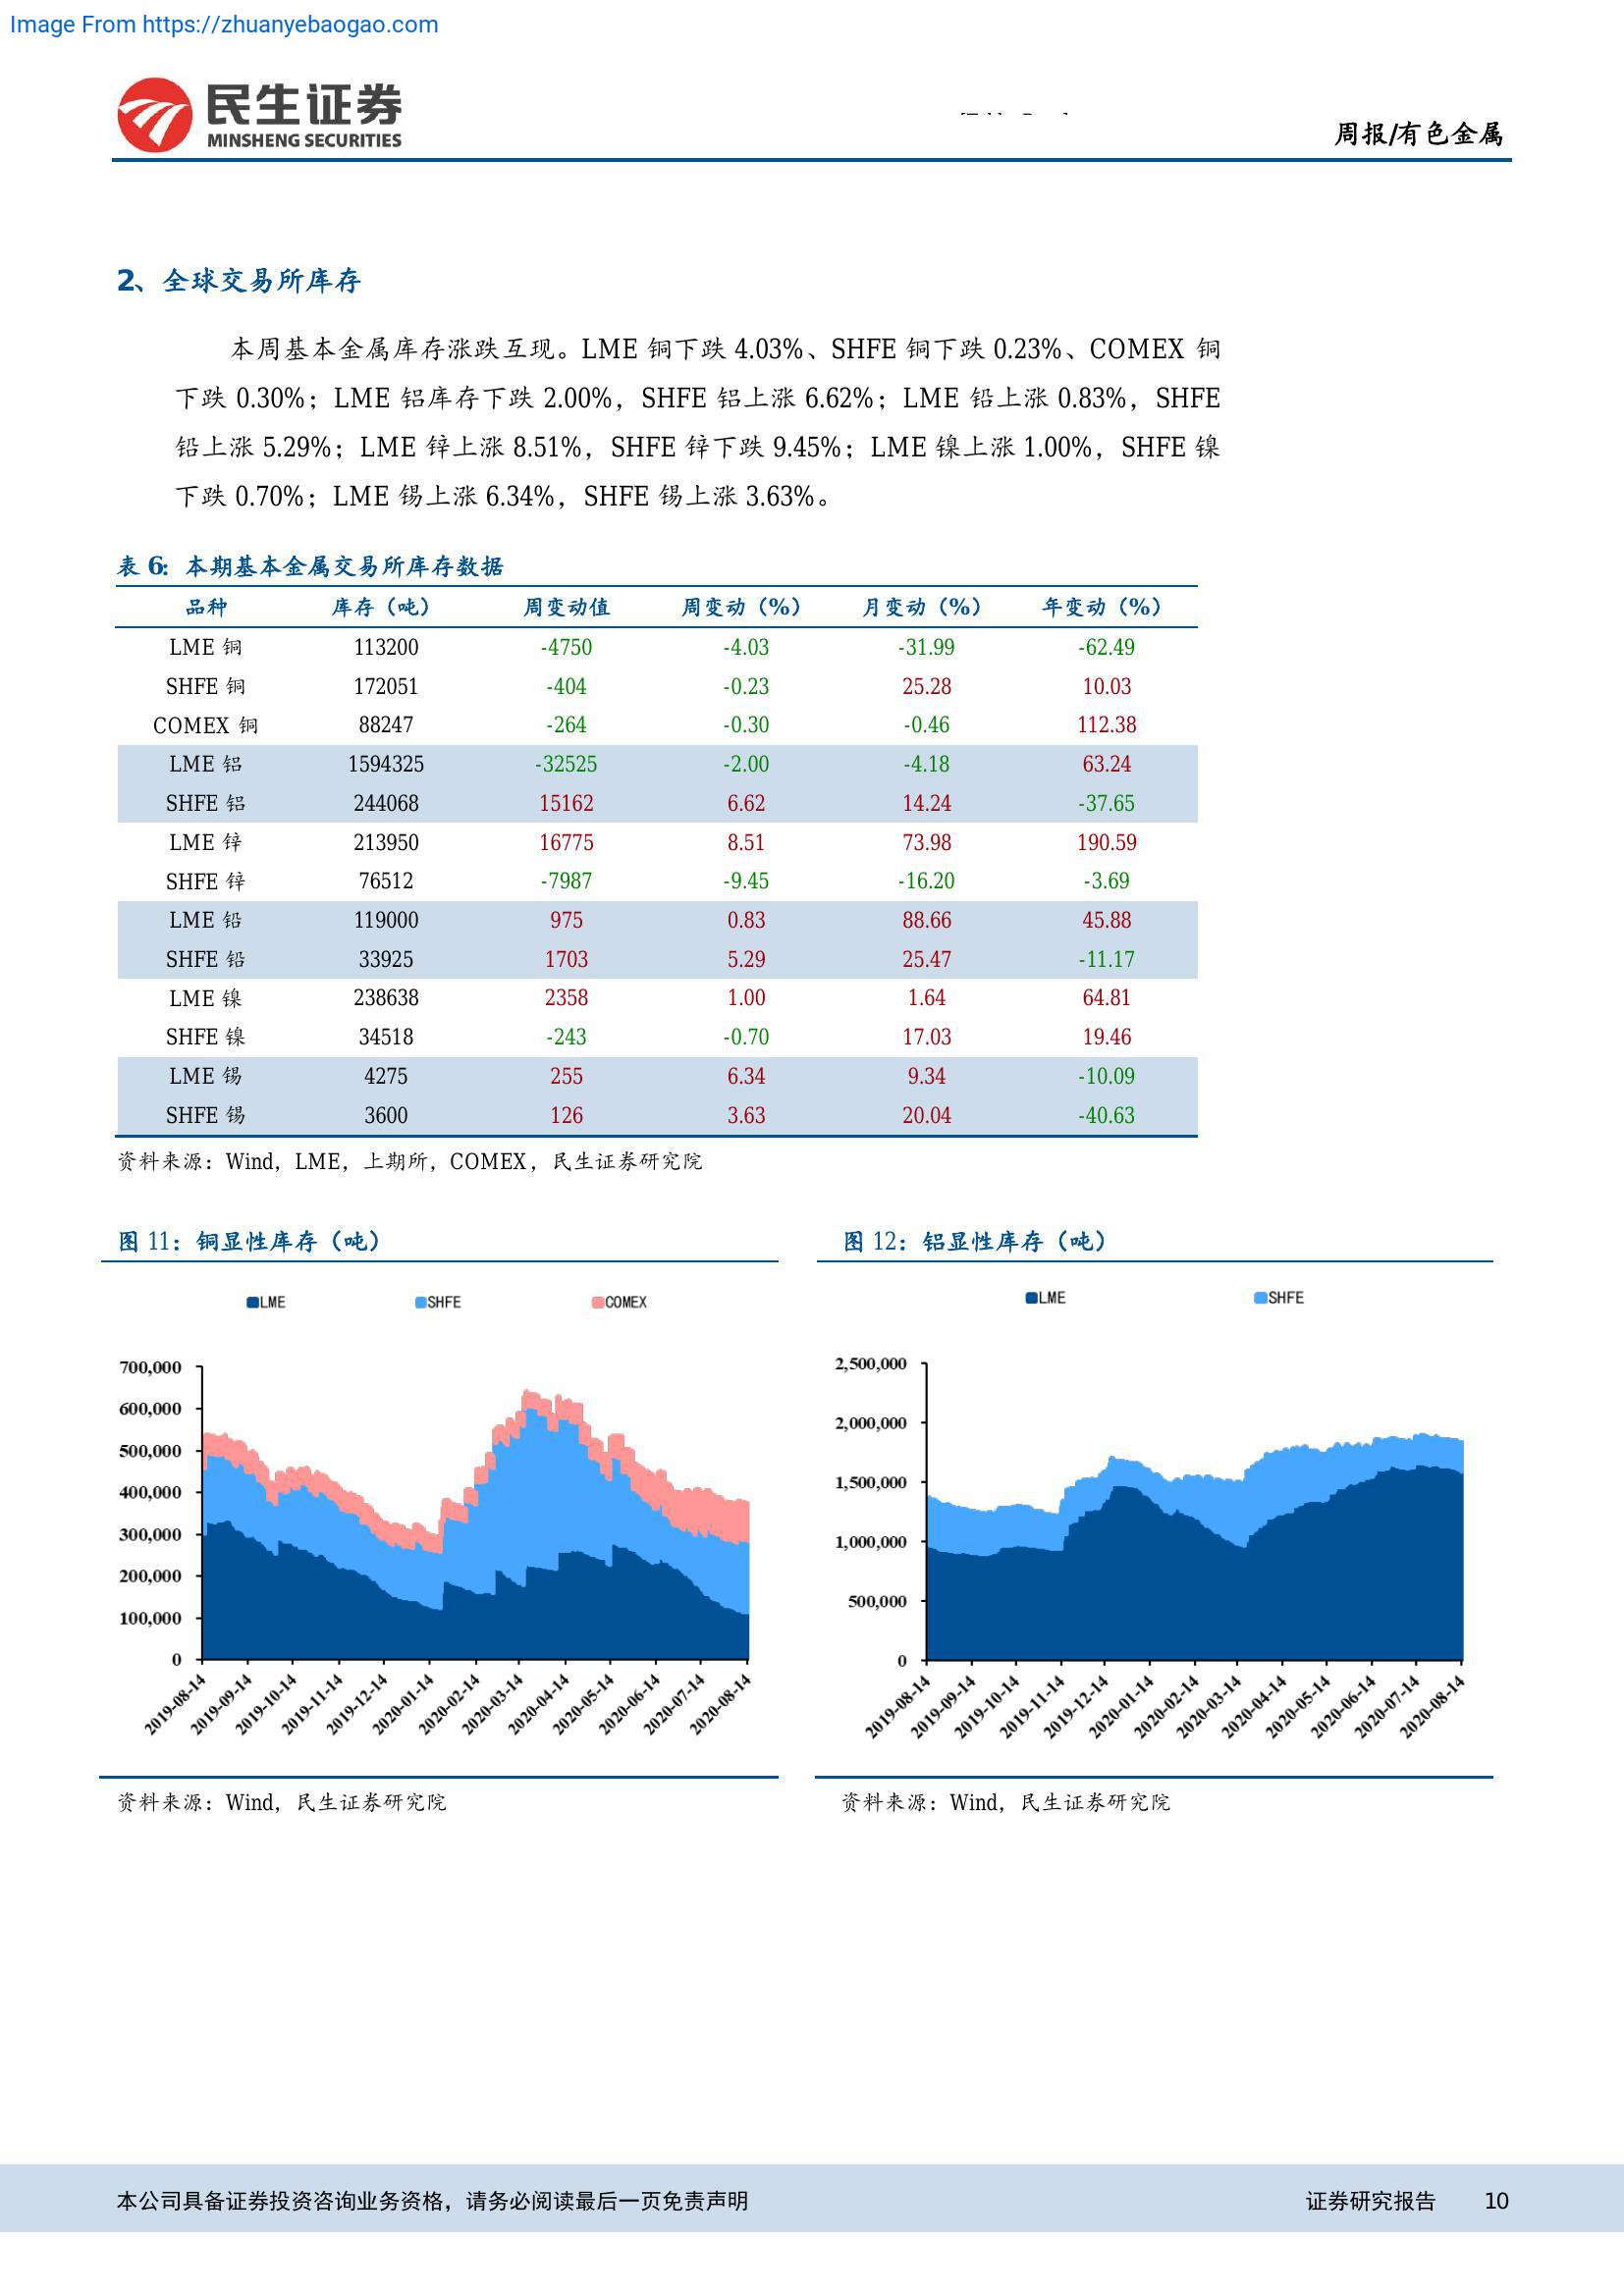 Image From https://zhuanyebaogao.com
民生证券
MINSHENG SECURITIES
周报/有色金属
2、全球交易所库存
本周基本金属库存涨跌互现。LME 铜下跌 4.03%、SHFE 铜下跌 0.23%、COMEX 铜
下跌 0.30%；LME 铝库存下跌 2.00%，SHFE 铝上涨 6.62%；LME 铅上涨 0.83%，SHFE
铅上涨 5.29%；LME 锌上涨 8.51%，SHFE 锌下跌 9.45%；LME 镍上涨 1.00%，SHFE 镍
下跌 0.70%；LME 锡上涨 6.34%，SHFE 锡上涨 3.63%。
表 6：本期基本金属交易所库存数据
品种 库存（吨） 周变动值 周变动（%） 月变动（%） 年变动（%）
LME 铜 113200 -4750 -4.03 -31.99 -62.49
SHFE 铜 172051 -404 -0.23 25.28 10.03
COMEX 铜 88247 -264 -0.30 -0.46 112.38
LME 铝 1594325 -32525 -2.00 -4.18 63.24
SHFE 铝 244068 15162 6.62 14.24 -37.65
LME 锌 213950 16775 8.51 73.98 190.59
SHFE 锌 76512 -7987 -9.45 -16.20 -3.69
LME 铅 119000 975 0.83 88.66 45.88
SHFE 铅 33925 1703 5.29 25.47 -11.17
LME 镍 238638 2358 1.00 1.64 64.81
SHFE 镍 34518 -243 -0.70 17.03 19.46
LME 锡 4275 255 6.34 9.34 -10.09
SHFE 锡 3600 126 3.63 20.04 -40.63
资料来源：Wind，LME，上期所，COMEX，民生证券研究院
图 11：铜显性库存（吨）
LME SHFE COMEX
700,000
600,000
500,000
400,000
300,000
200,000
100,000
0
2019-08-14 2019-09-14 2019-10-14 2019-11-14 2019-12-14 2020-01-14 2020-02-14 2020-03-14 2020-04-14 2020-05-14 2020-06-14 2020-07-14 2020-08-14
资料来源：Wind，民生证券研究院
图 12：铝显性库存（吨）
LME SHFE
2,500,000
2,000,000
1,500,000
1,000,000
500,000
0
2019-08-14 2019-09-14 2019-10-14 2019-11-14 2019-12-14 2020-01-14 2020-02-14 2020-03-14 2020-04-14 2020-05-14 2020-06-14 2020-07-14 2020-08-14
资料来源：Wind，民生证券研究院
本公司具备证券投资咨询业务资格，请务必阅读最后一页免责声明 证券研究报告 10